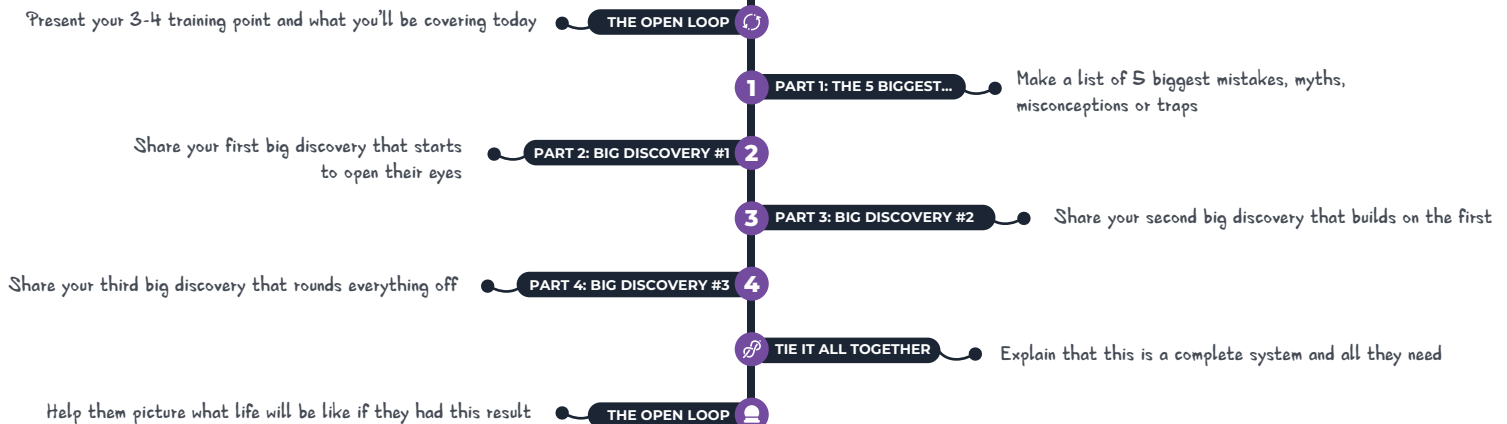 Present your 3-4 training point and what you'll be covering today
THE OPEN LOOP
1
PART 1: THE 5 BIGGEST...
Make a list of 5 biggest mistakes, myths,
misconceptions or traps
Share your first big discovery that starts
to open their eyes
PART 2: BIG DISCOVERY #1
2
3
PART 3: BIG DISCOVERY #2
Share your second big discovery that builds on the first
Share your third big discovery that rounds everything off
PART 4: BIG DISCOVERY #3
4
TIE IT ALL TOGETHER
Explain that this is a complete system and all they need
Help them picture what life will be like if they had this result
THE OPEN LOOP